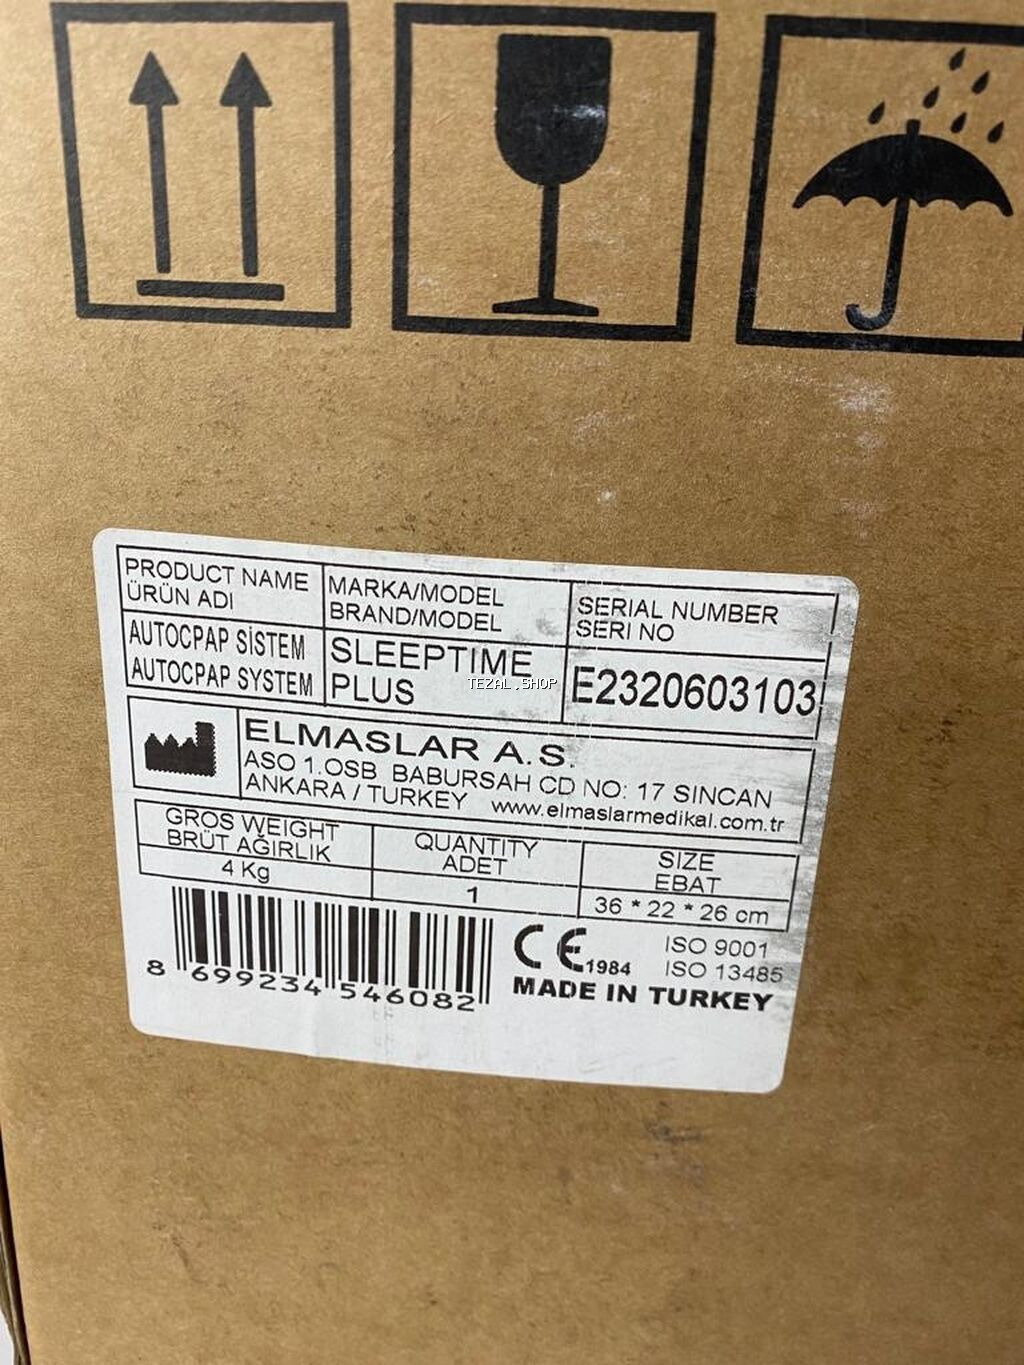 PRODUCT NAME
ÜRÜN ADI
MARKA/MODEL
BRAND/MODEL
SERIAL NUMBER
SERI NO
AUTOCPAP SİSTEM
AUTOCPAP SYSTEM
SLEEPTIME
PLUS
E2320603103
TEZAL.SHOP
ELMASLAR A.S.
ASO 1.OSB BABURSAH CD NO: 17 SINCAN
ANKARA / TURKEY www.elmaslarmedikal.com.tr
GROS WEIGHT
BRÜT AĞIRLIK
QUANTITY
ADET
SIZE
EBAT
4 Kg
1
36 * 22 * 26 cm
8 699234 546082
CE 1984
ISO 9001
ISO 13485
MADE IN TURKEY